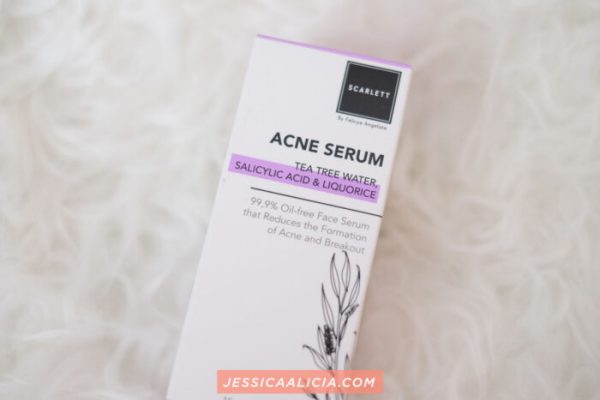 SCARLETT
By Felicya Angelista
ACNE SERUM
TEA TREE WATER,
SALICYLIC ACID & LIQUORICE
99,9% Oil-free Face Serum
that Reduces the Formation
of Acne and Breakout
JESSICAALICIA.COM